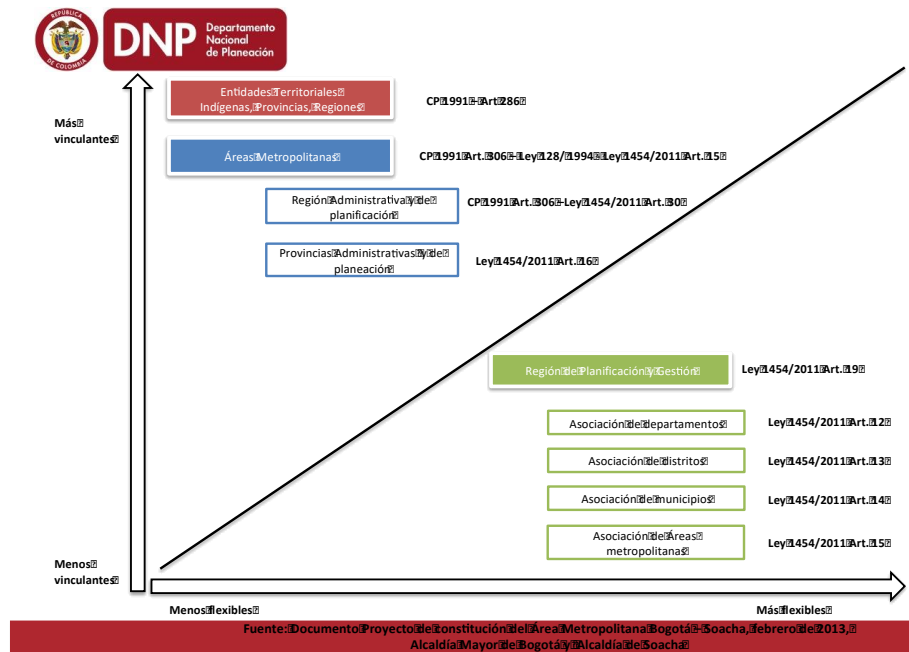 REPÚBLICA
DE COLOMBIA
DNP
Departamento
Nacional
de Planeación
Más
vinculantes
Entidades Territoriales
Indígenas, Provincias, Regiones
CP 1991 – Art 286
Áreas Metropolitanas
CP 1991 Art. 306 – Ley 128/ 1994 – Ley 1454/2011 Art. 15
Región Administrativa y de
planificación
CP 1991 Art. 306 – Ley 1454/2011 Art. 30
Provincias Administrativas y de
planeación
Ley 1454/2011 Art. 16
Región de Planificación y Gestión
Ley 1454/2011 Art. 19
Asociación de departamentos
Ley 1454/2011 Art. 12
Asociación de distritos
Ley 1454/2011 Art. 13
Asociación de municipios
Ley 1454/2011 Art. 14
Asociación de Áreas
metropolitanas
Ley 1454/2011 Art. 15
Menos
vinculantes
Menos flexibles
Más flexibles
Fuente: Documento Proyecto de constitución del Área Metropolitana Bogotá – Soacha, febrero de 2013,
Alcaldía Mayor de Bogotá y Alcaldía de Soacha